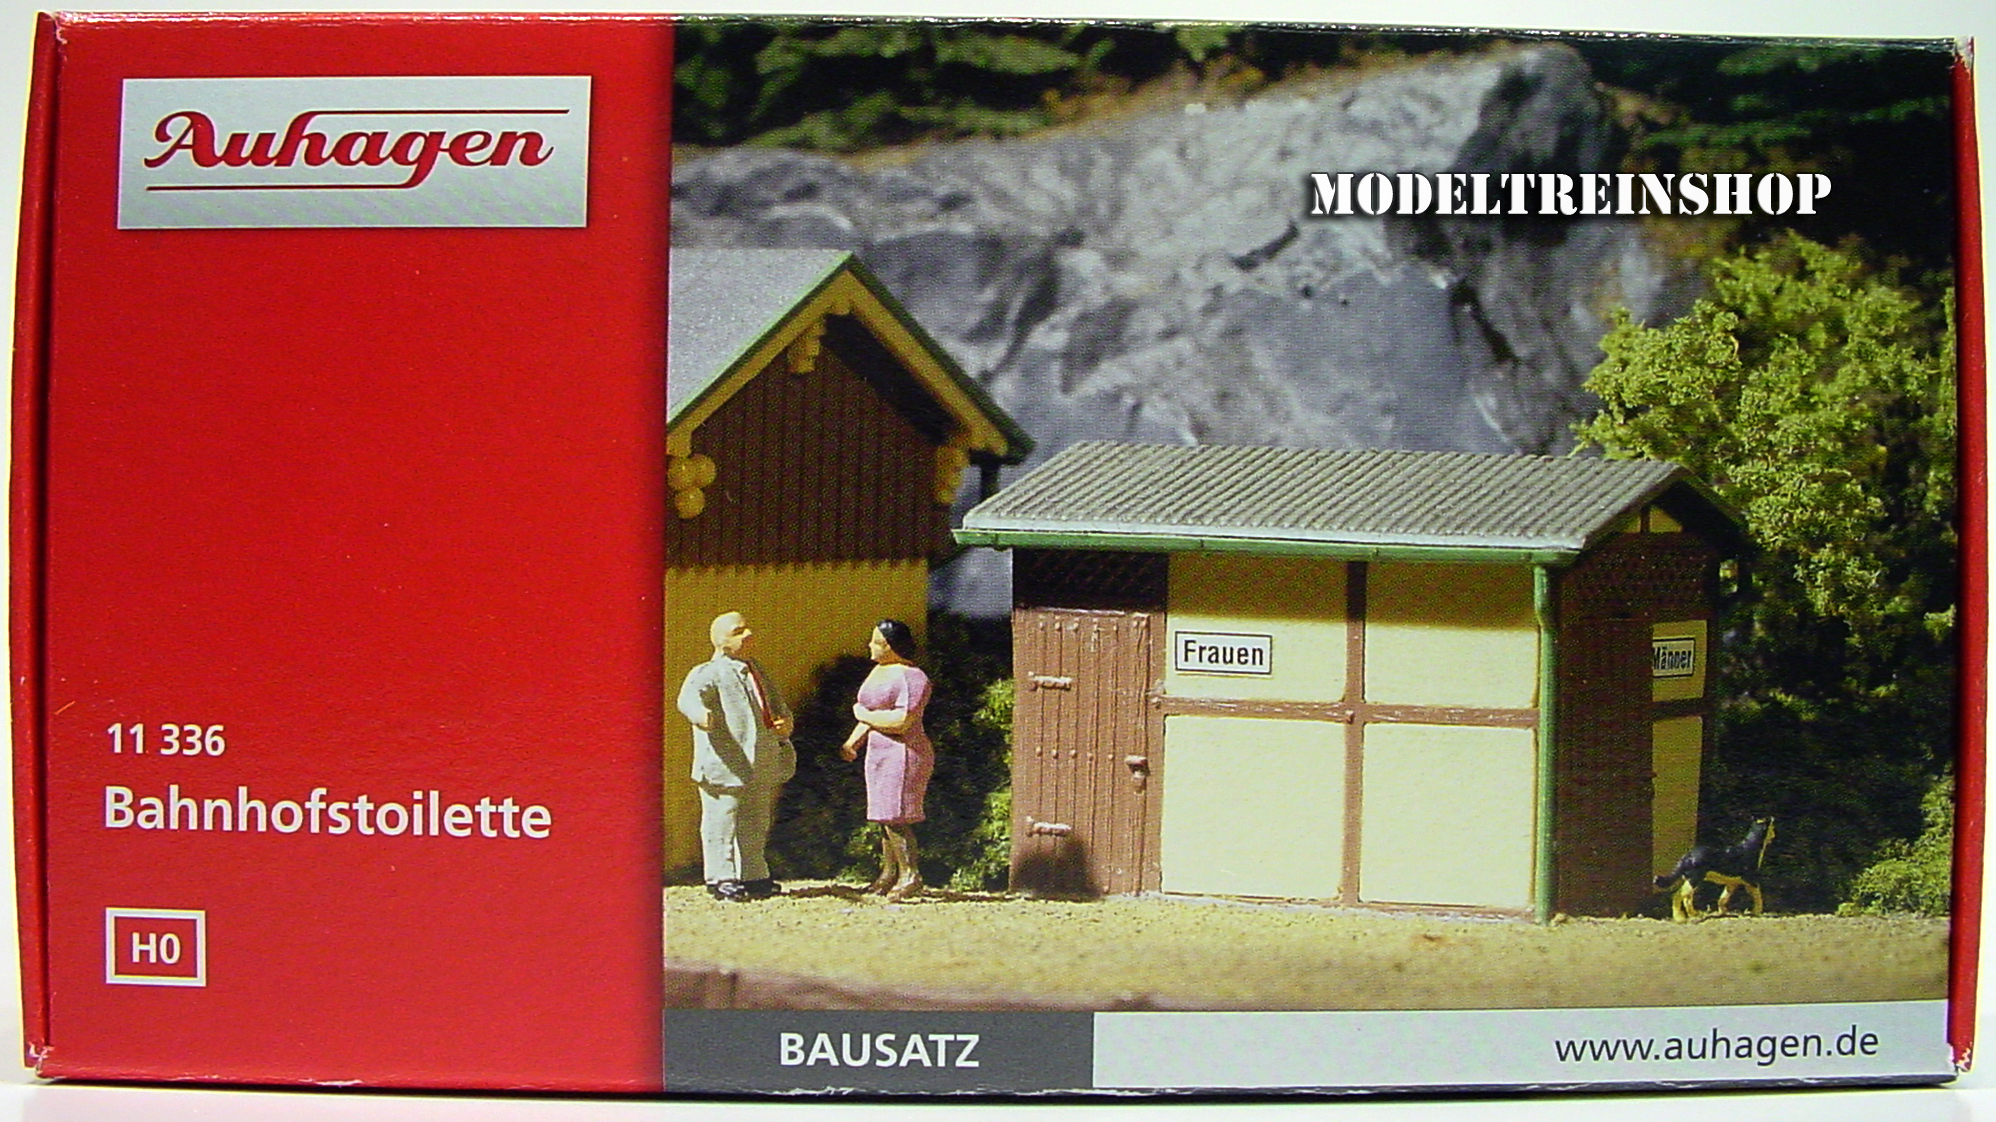 Auhagen
MODELTREINSHOP
Frauen
Männer
11 336
Bahnhofstoilette
H0
BAUSATZ
www.auhagen.de